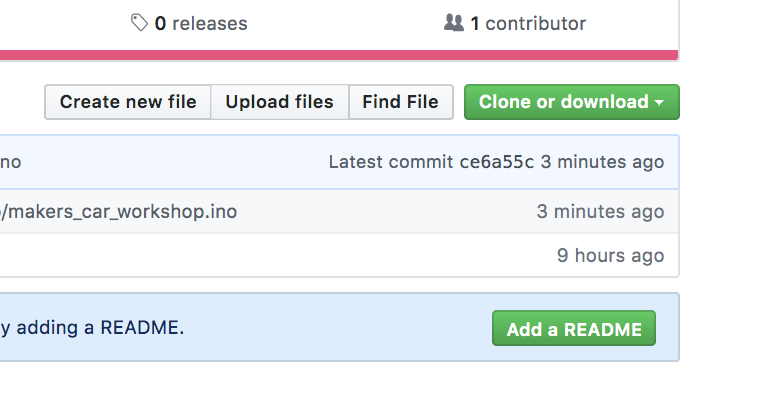 0 releases 1 contributor
Create new file Upload files Find File Clone or download
no Latest commit ce6a55c 3 minutes ago
/makers_car_workshop.ino 3 minutes ago
9 hours ago
y adding a README. Add a README